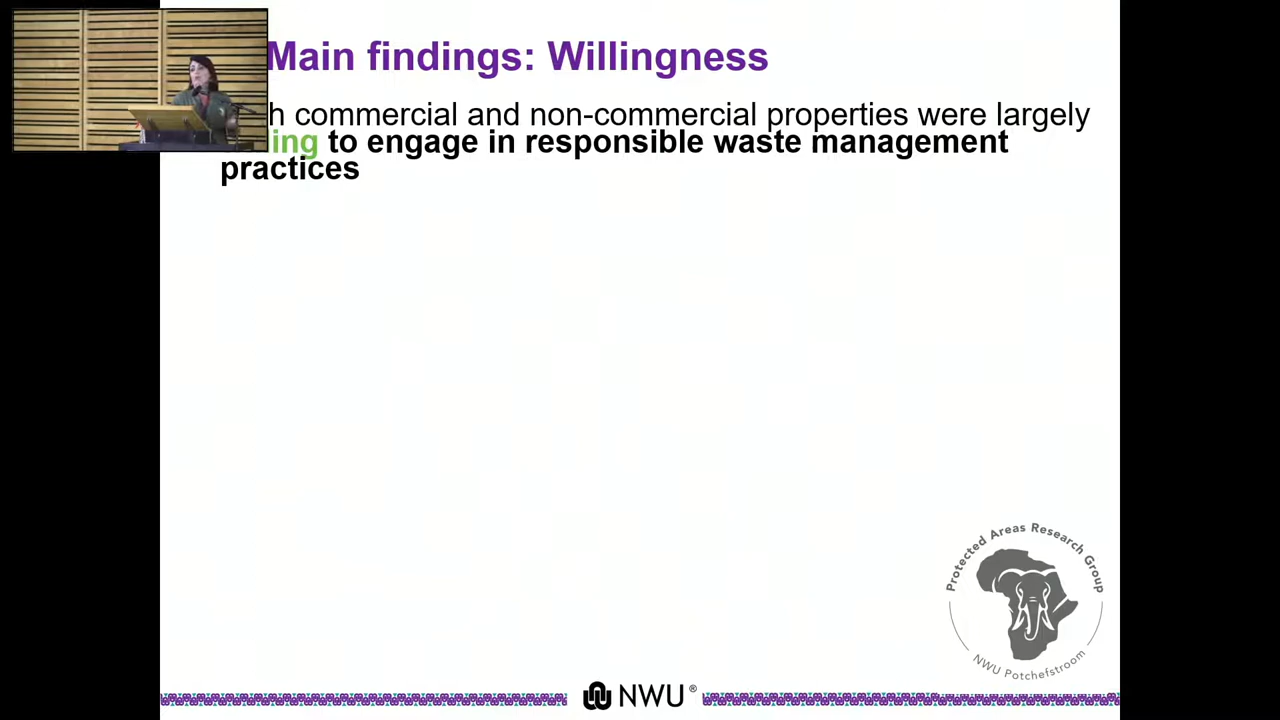 Main findings: Willingness
h commercial and non-commercial properties were largely
ing to engage in responsible waste management
practices
Protected Areas Research Group
NWU Potchefstroom
NWU®